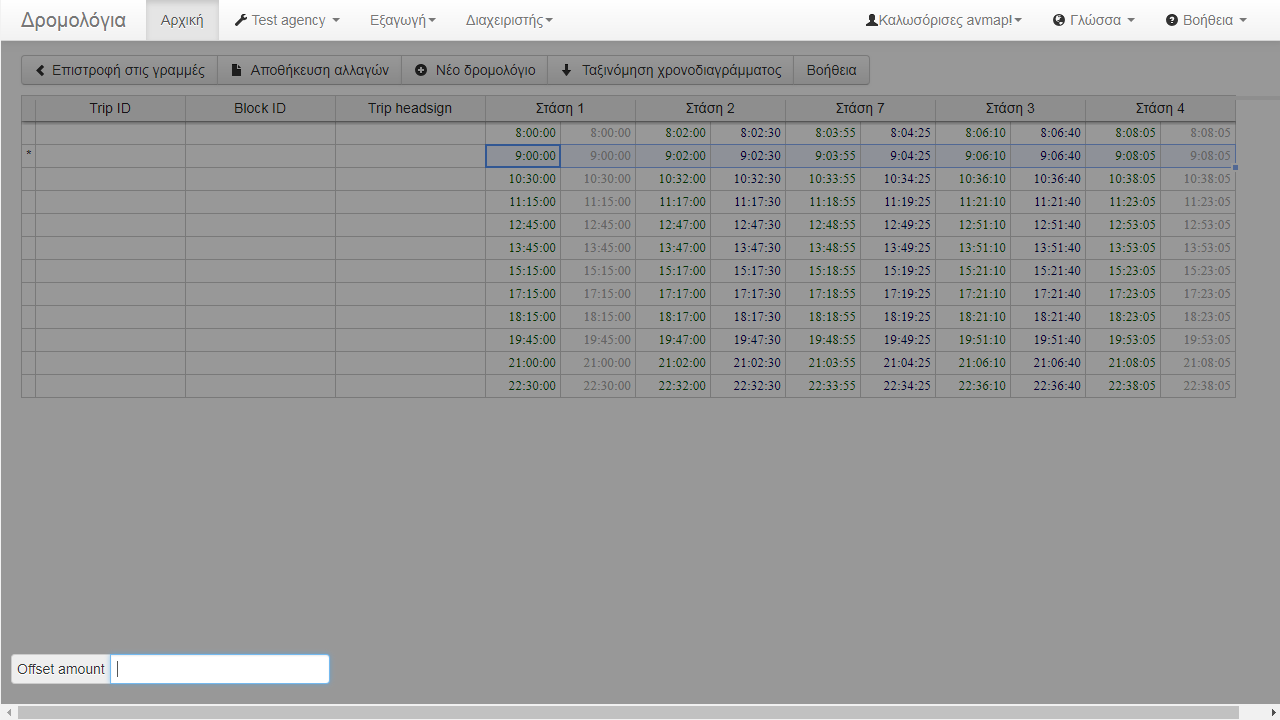 Δρομολόγια Αρχική Test agency Εξαγωγή Διαχειριστής Καλωσόρισες avmap! Γλώσσα Βοήθεια
Επιστροφή στις γραμμές Αποθήκευση αλλαγών Νέο δρομολόγιο Ταξινόμηση χρονοδιαγράμματος Βοήθεια
Trip ID Block ID Trip headsign Στάση 1 Στάση 2 Στάση 7 Στάση 3 Στάση 4
8:00:00 8:00:00 8:02:00 8:02:30 8:03:55 8:04:25 8:06:10 8:06:40 8:08:05 8:08:05
* 9:00:00 9:00:00 9:02:00 9:02:30 9:03:55 9:04:25 9:06:10 9:06:40 9:08:05 9:08:05
10:30:00 10:30:00 10:32:00 10:32:30 10:33:55 10:34:25 10:36:10 10:36:40 10:38:05 10:38:05
11:15:00 11:15:00 11:17:00 11:17:30 11:18:55 11:19:25 11:21:10 11:21:40 11:23:05 11:23:05
12:45:00 12:45:00 12:47:00 12:47:30 12:48:55 12:49:25 12:51:10 12:51:40 12:53:05 12:53:05
13:45:00 13:45:00 13:47:00 13:47:30 13:48:55 13:49:25 13:51:10 13:51:40 13:53:05 13:53:05
15:15:00 15:15:00 15:17:00 15:17:30 15:18:55 15:19:25 15:21:10 15:21:40 15:23:05 15:23:05
17:15:00 17:15:00 17:17:00 17:17:30 17:18:55 17:19:25 17:21:10 17:21:40 17:23:05 17:23:05
18:15:00 18:15:00 18:17:00 18:17:30 18:18:55 18:19:25 18:21:10 18:21:40 18:23:05 18:23:05
19:45:00 19:45:00 19:47:00 19:47:30 19:48:55 19:49:25 19:51:10 19:51:40 19:53:05 19:53:05
21:00:00 21:00:00 21:02:00 21:02:30 21:03:55 21:04:25 21:06:10 21:06:40 21:08:05 21:08:05
22:30:00 22:30:00 22:32:00 22:32:30 22:33:55 22:34:25 22:36:10 22:36:40 22:38:05 22:38:05
Offset amount